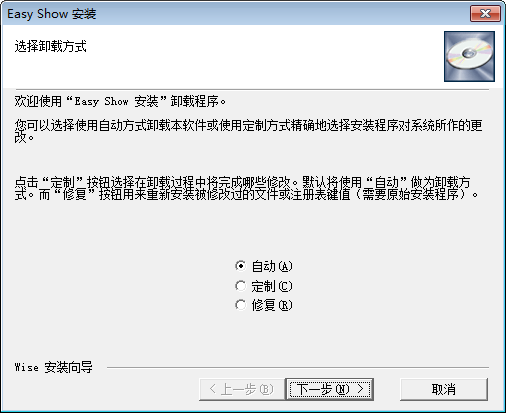 Easy Show 安装
选择卸载方式
欢迎使用“Easy Show 安装”卸载程序。
您可以选择使用自动方式卸载本软件或使用定制方式精确地选择安装程序对系统所作的更
改。
点击“定制”按钮选择在卸载过程中将完成哪些修改。默认将使用“自动”做为卸载方
式。而“修复”按钮用来重新安装被修改过的文件或注册表键值（需要原始安装程序）。
自动(A)
定制(C)
修复(R)
Wise 安装向导
< 上一步(B)
下一步(N) >
取消